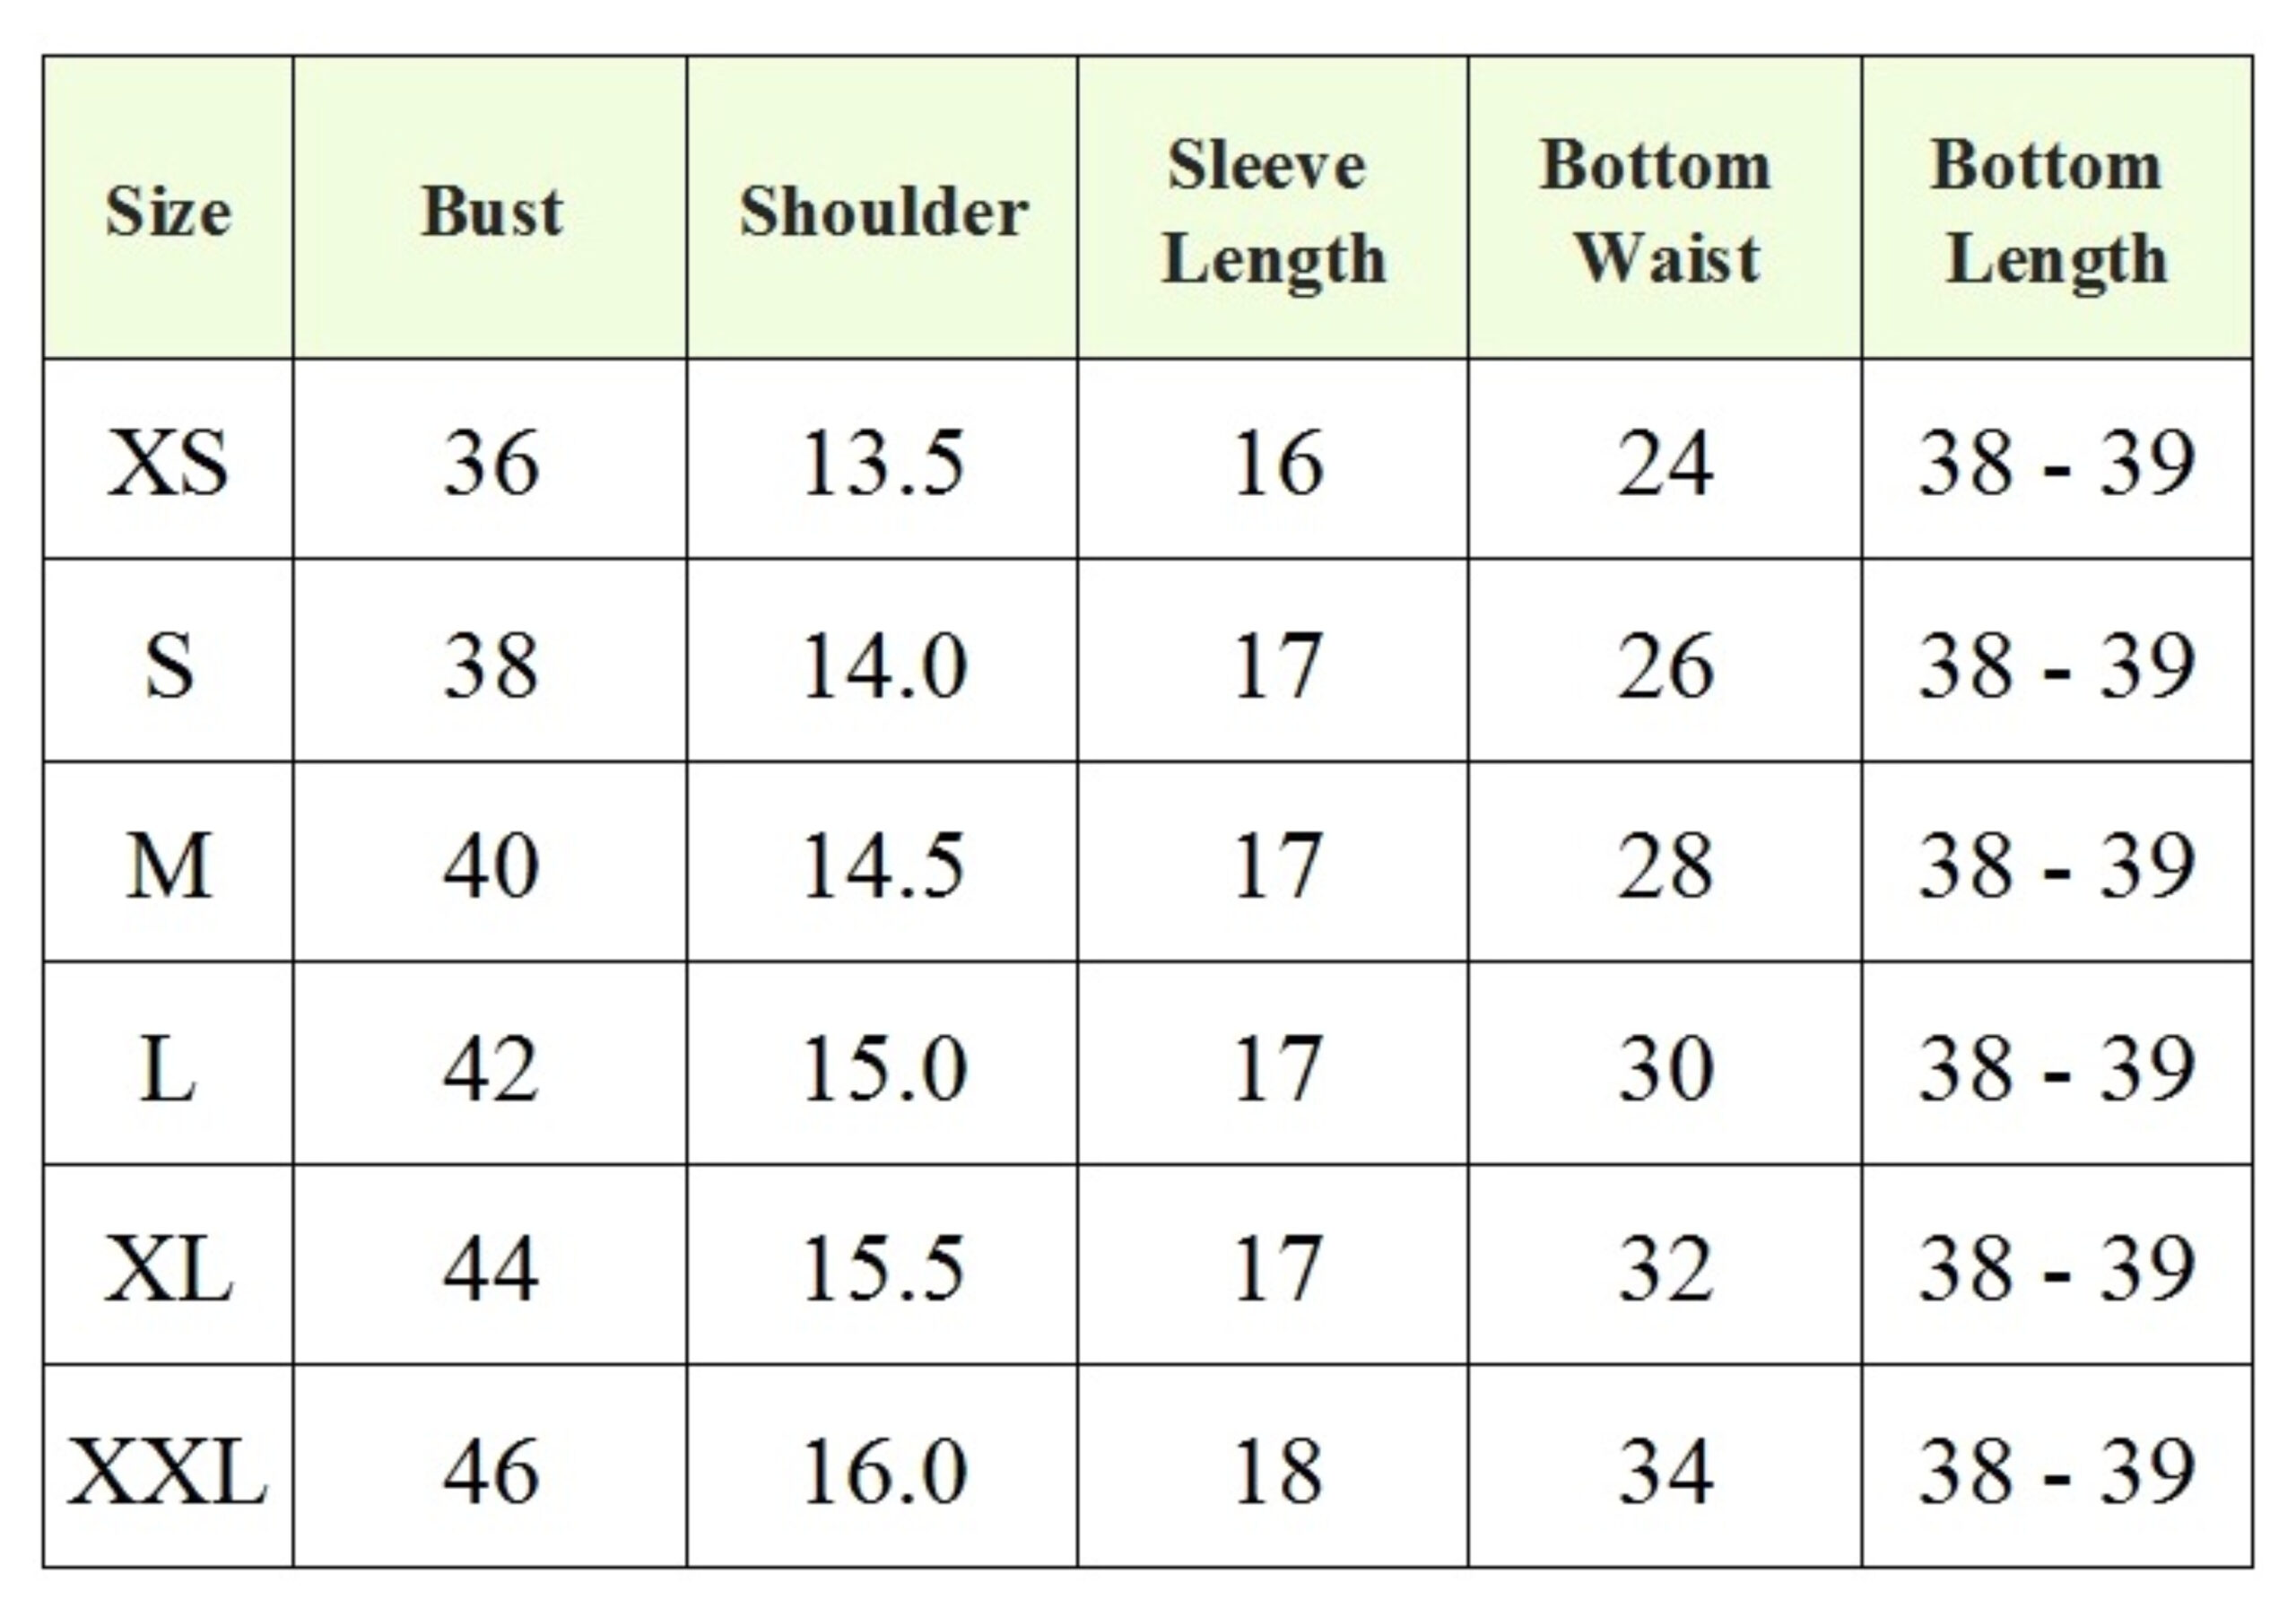 Size Bust Shoulder Sleeve Length Bottom Waist Bottom Length
XS 36 13.5 16 24 38 - 39
S 38 14.0 17 26 38 - 39
M 40 14.5 17 28 38 - 39
L 42 15.0 17 30 38 - 39
XL 44 15.5 17 32 38 - 39
XXL 46 16.0 18 34 38 - 39